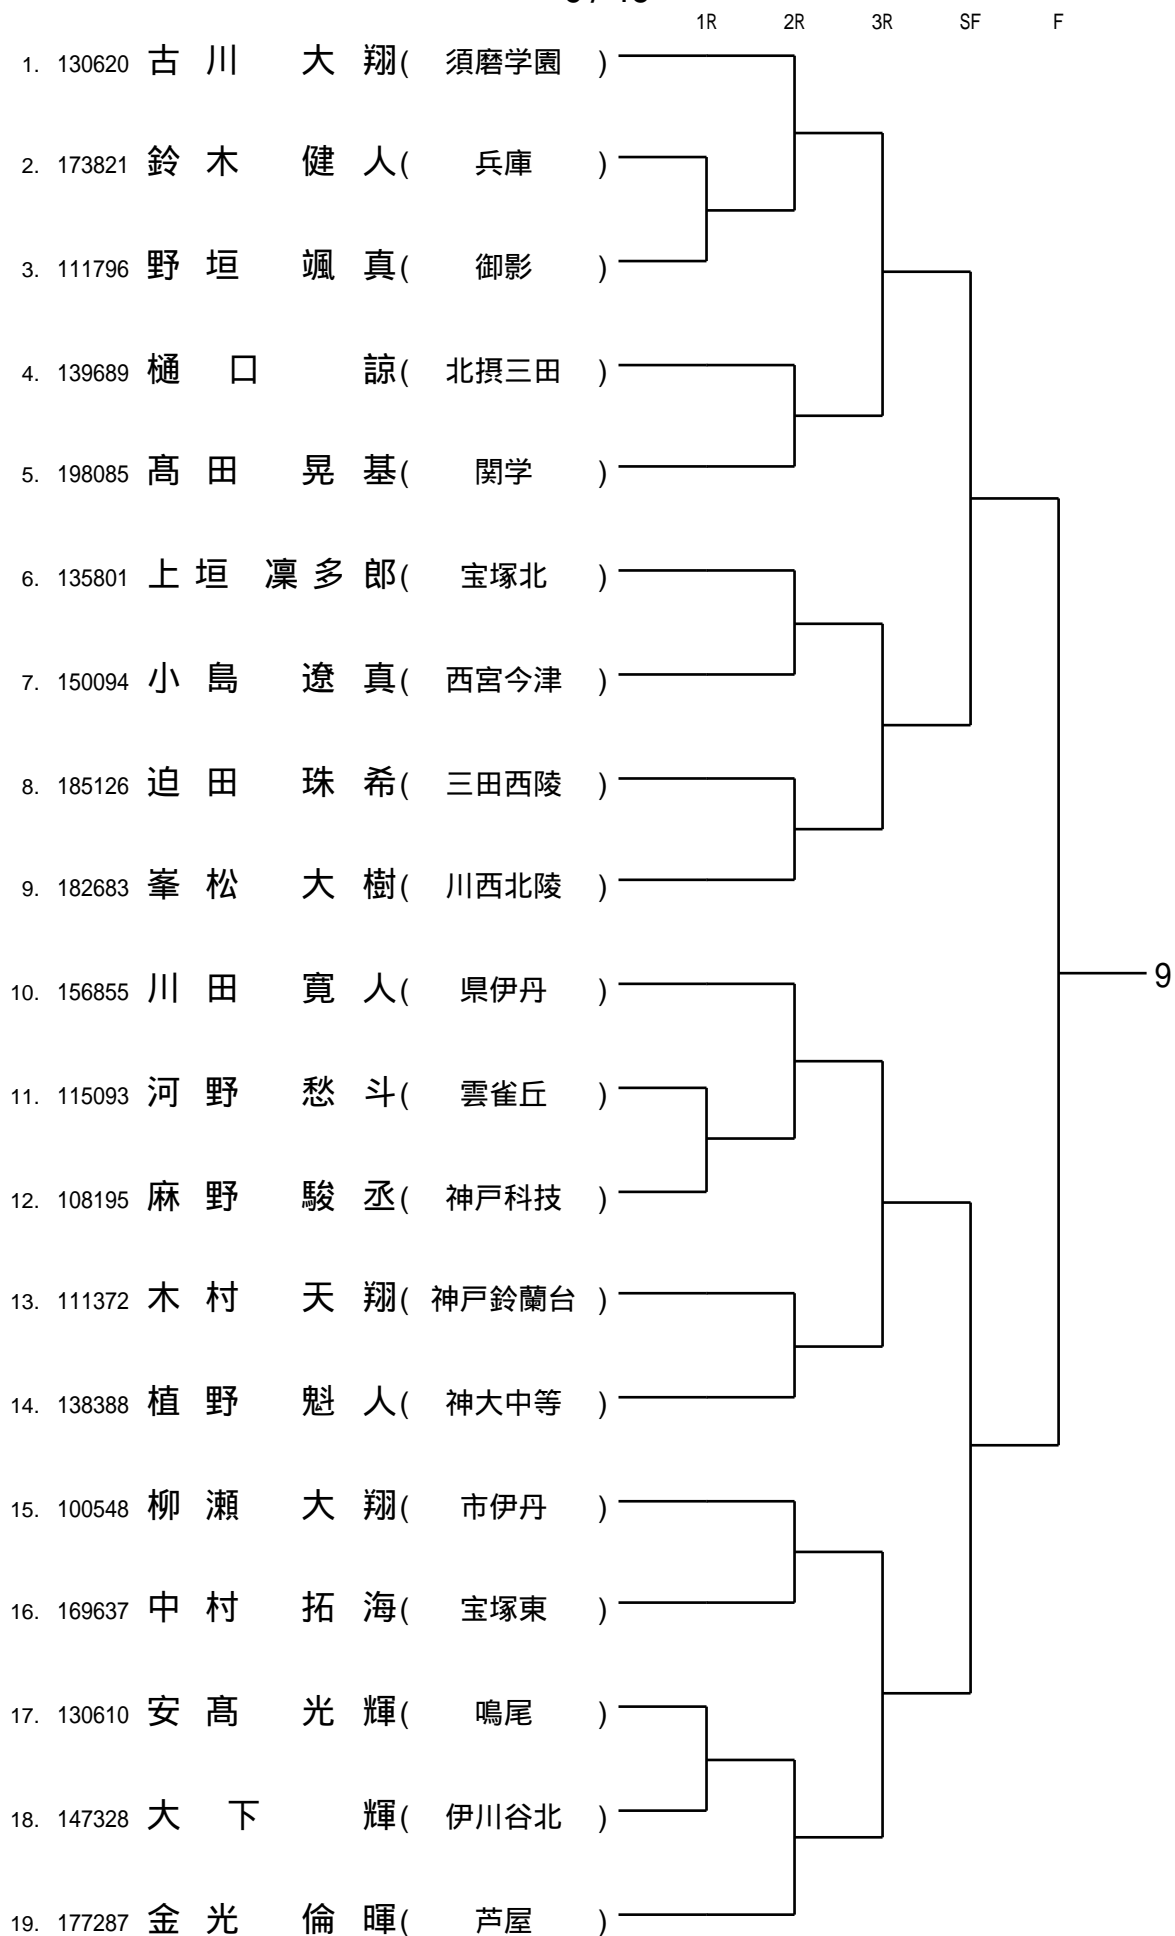 1R 2R 3R SF F
1. 130620 古川 大翔( 須磨学園 )
2. 173821 鈴木 健人( 兵庫 )
3. 111796 野垣 颯真( 御影 )
4. 139689 樋口 諒( 北摂三田 )
5. 198085 髙田 晃基( 関学 )
6. 135801 上垣 凜多郎( 宝塚北 )
7. 150094 小島 遼真( 西宮今津 )
8. 185126 迫田 珠希( 三田西陵 )
9. 182683 峯松 大樹( 川西北陵 )
10. 156855 川田 寛人( 県伊丹 )
9
11. 115093 河野 愁斗( 雲雀丘 )
12. 108195 麻野 駿丞( 神戸科技 )
13. 111372 木村 天翔( 神戸鈴蘭台 )
14. 138388 植野 魁人( 神大中等 )
15. 100548 柳瀬 大翔( 市伊丹 )
16. 169637 中村 拓海( 宝塚東 )
17. 130610 安髙 光輝( 鳴尾 )
18. 147328 大下 輝( 伊川谷北 )
19. 177287 金光 倫暉( 芦屋 )